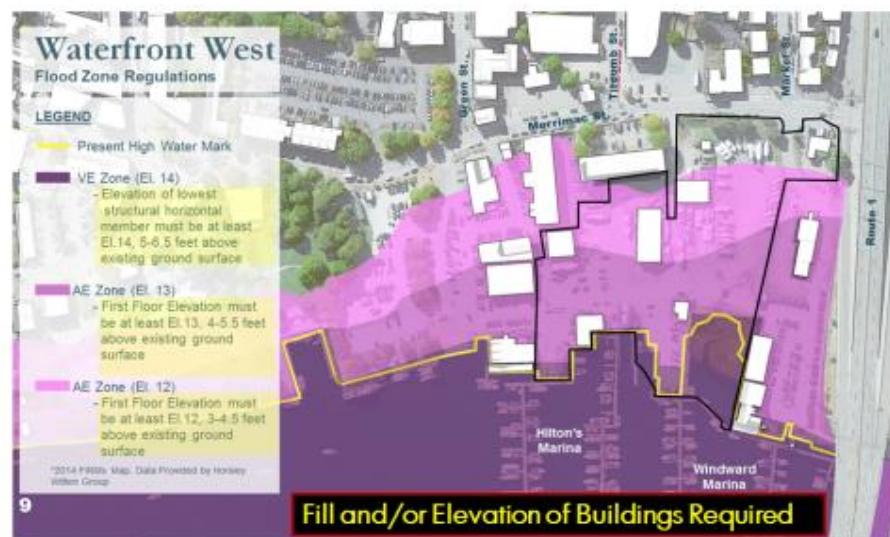 Waterfront West
Flood Zone Regulations
LEGEND
Present High Water Mark
VE Zone (El. 14)
- Elevation of lowest
structural horizontal
member must be at least
El.14, 5-6.5 feet above
existing ground surface
AE Zone (El. 13)
- First Floor Elevation must
be at least El.13, 4-5.5 feet
above existing ground
surface
AE Zone (El. 12)
- First Floor Elevation must
be at least El.12, 3-4.5 feet
above existing ground
surface
*2014 FIRMs Map. Data Provided by Horsley
Witten Group
9
Green St.
Titcomb St.
Market St.
Merrimac St.
Route 1
Hilton's
Marina
Windward
Marina
Fill and/or Elevation of Buildings Required